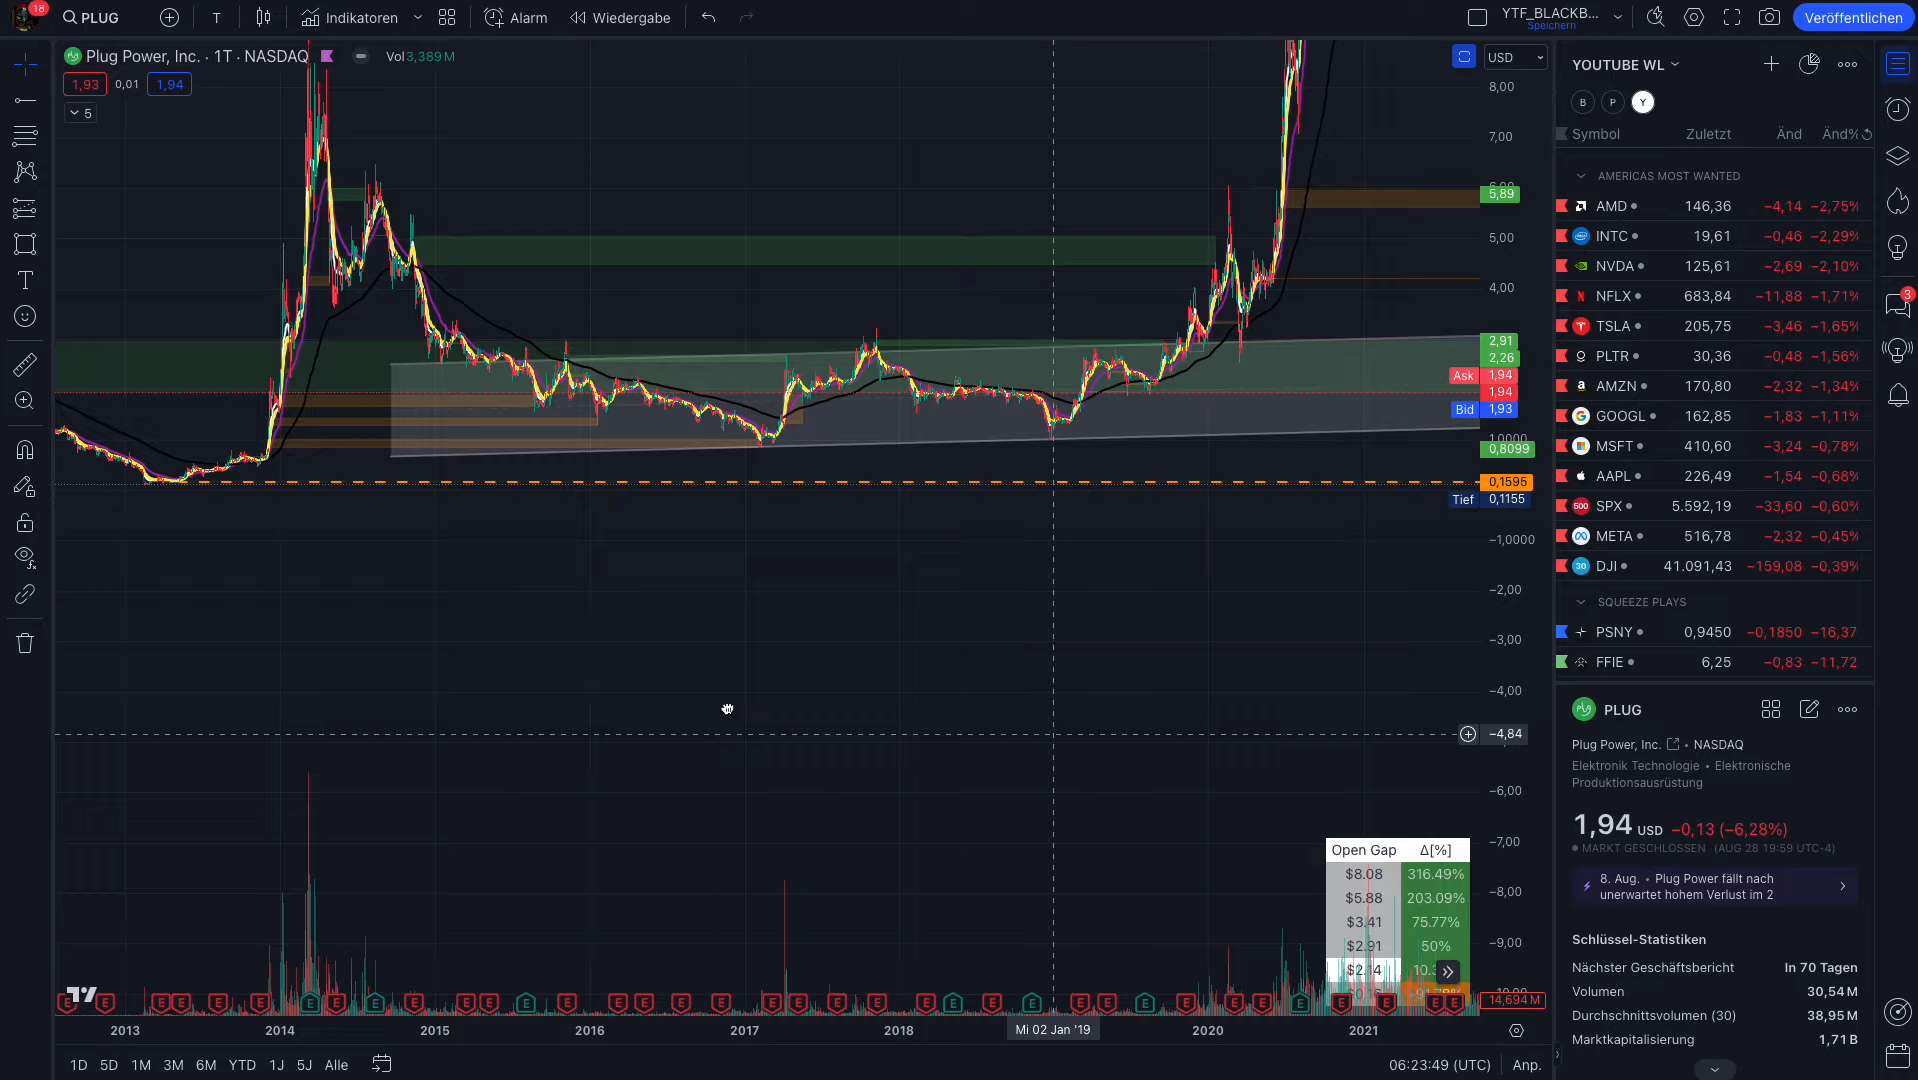 18
PLUG
T
Indikatoren
Alarm
Wiedergabe
YTF_BLACKB...
Speichern
Veröffentlichen
Plug Power, Inc. · 1T · NASDAQ
Vol 3,389 M
1,93
0,01
1,94
5
USD
8,00
7,00
5,89
5,00
4,00
2,91
2,26
Ask 1,94
1,94
Bid 1,93
0,8099
0,1595
Tief 0,1155
−1,0000
−2,00
−3,00
−4,00
−4,84
−6,00
−7,00
−8,00
−9,00
14,694 M
Open Gap Δ[%]
$8.08 316.49%
$5.88 203.09%
$3.41 75.77%
$2.91 50%
$2.14
2013 2014 2015 2016 2017 2018 Mi 02 Jan '19 2020 2021
1D 5D 1M 3M 6M YTD 1J 5J Alle
06:23:49 (UTC) Anp.
YOUTUBE WL
B P Y
Symbol Zuletzt Änd Änd%
AMERICAS MOST WANTED
AMD 146,36 −4,14 −2,75%
INTC 19,61 −0,46 −2,29%
NVDA 125,61 −2,69 −2,10%
NFLX 683,84 −11,88 −1,71%
TSLA 205,75 −3,46 −1,65%
PLTR 30,36 −0,48 −1,56%
AMZN 170,80 −2,32 −1,34%
GOOGL 162,85 −1,83 −1,11%
MSFT 410,60 −3,24 −0,78%
AAPL 226,49 −1,54 −0,68%
500 SPX 5.592,19 −33,60 −0,60%
META 516,78 −2,32 −0,45%
30 DJI 41.091,43 −159,08 −0,39%
SQUEEZE PLAYS
PSNY 0,9450 −0,1850 −16,37
FFIE 6,25 −0,83 −11,72
PLUG
Plug Power, Inc. • NASDAQ
Elektronik Technologie • Elektronische
Produktionsausrüstung
1,94 USD −0,13 (−6,28%)
MARKT GESCHLOSSEN (AUG 28 19:59 UTC-4)
8. Aug. • Plug Power fällt nach
unerwartet hohem Verlust im 2
Schlüssel-Statistiken
Nächster Geschäftsbericht In 70 Tagen
Volumen 30,54 M
Durchschnittsvolumen (30) 38,95 M
Marktkapitalisierung 1,71 B
3